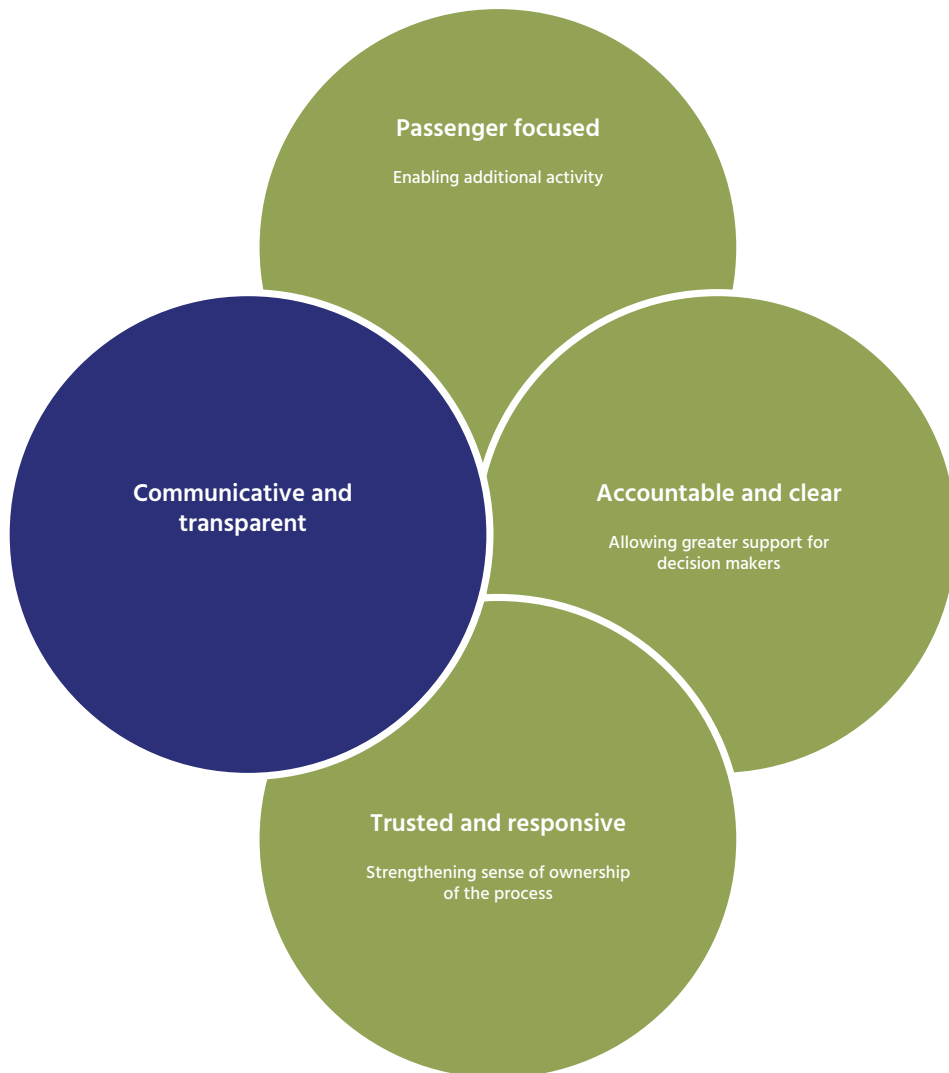 Passenger focused
Enabling additional activity
Communicative and
transparent
Accountable and clear
Allowing greater support for
decision makers
Trusted and responsive
Strengthening sense of ownership
of the process